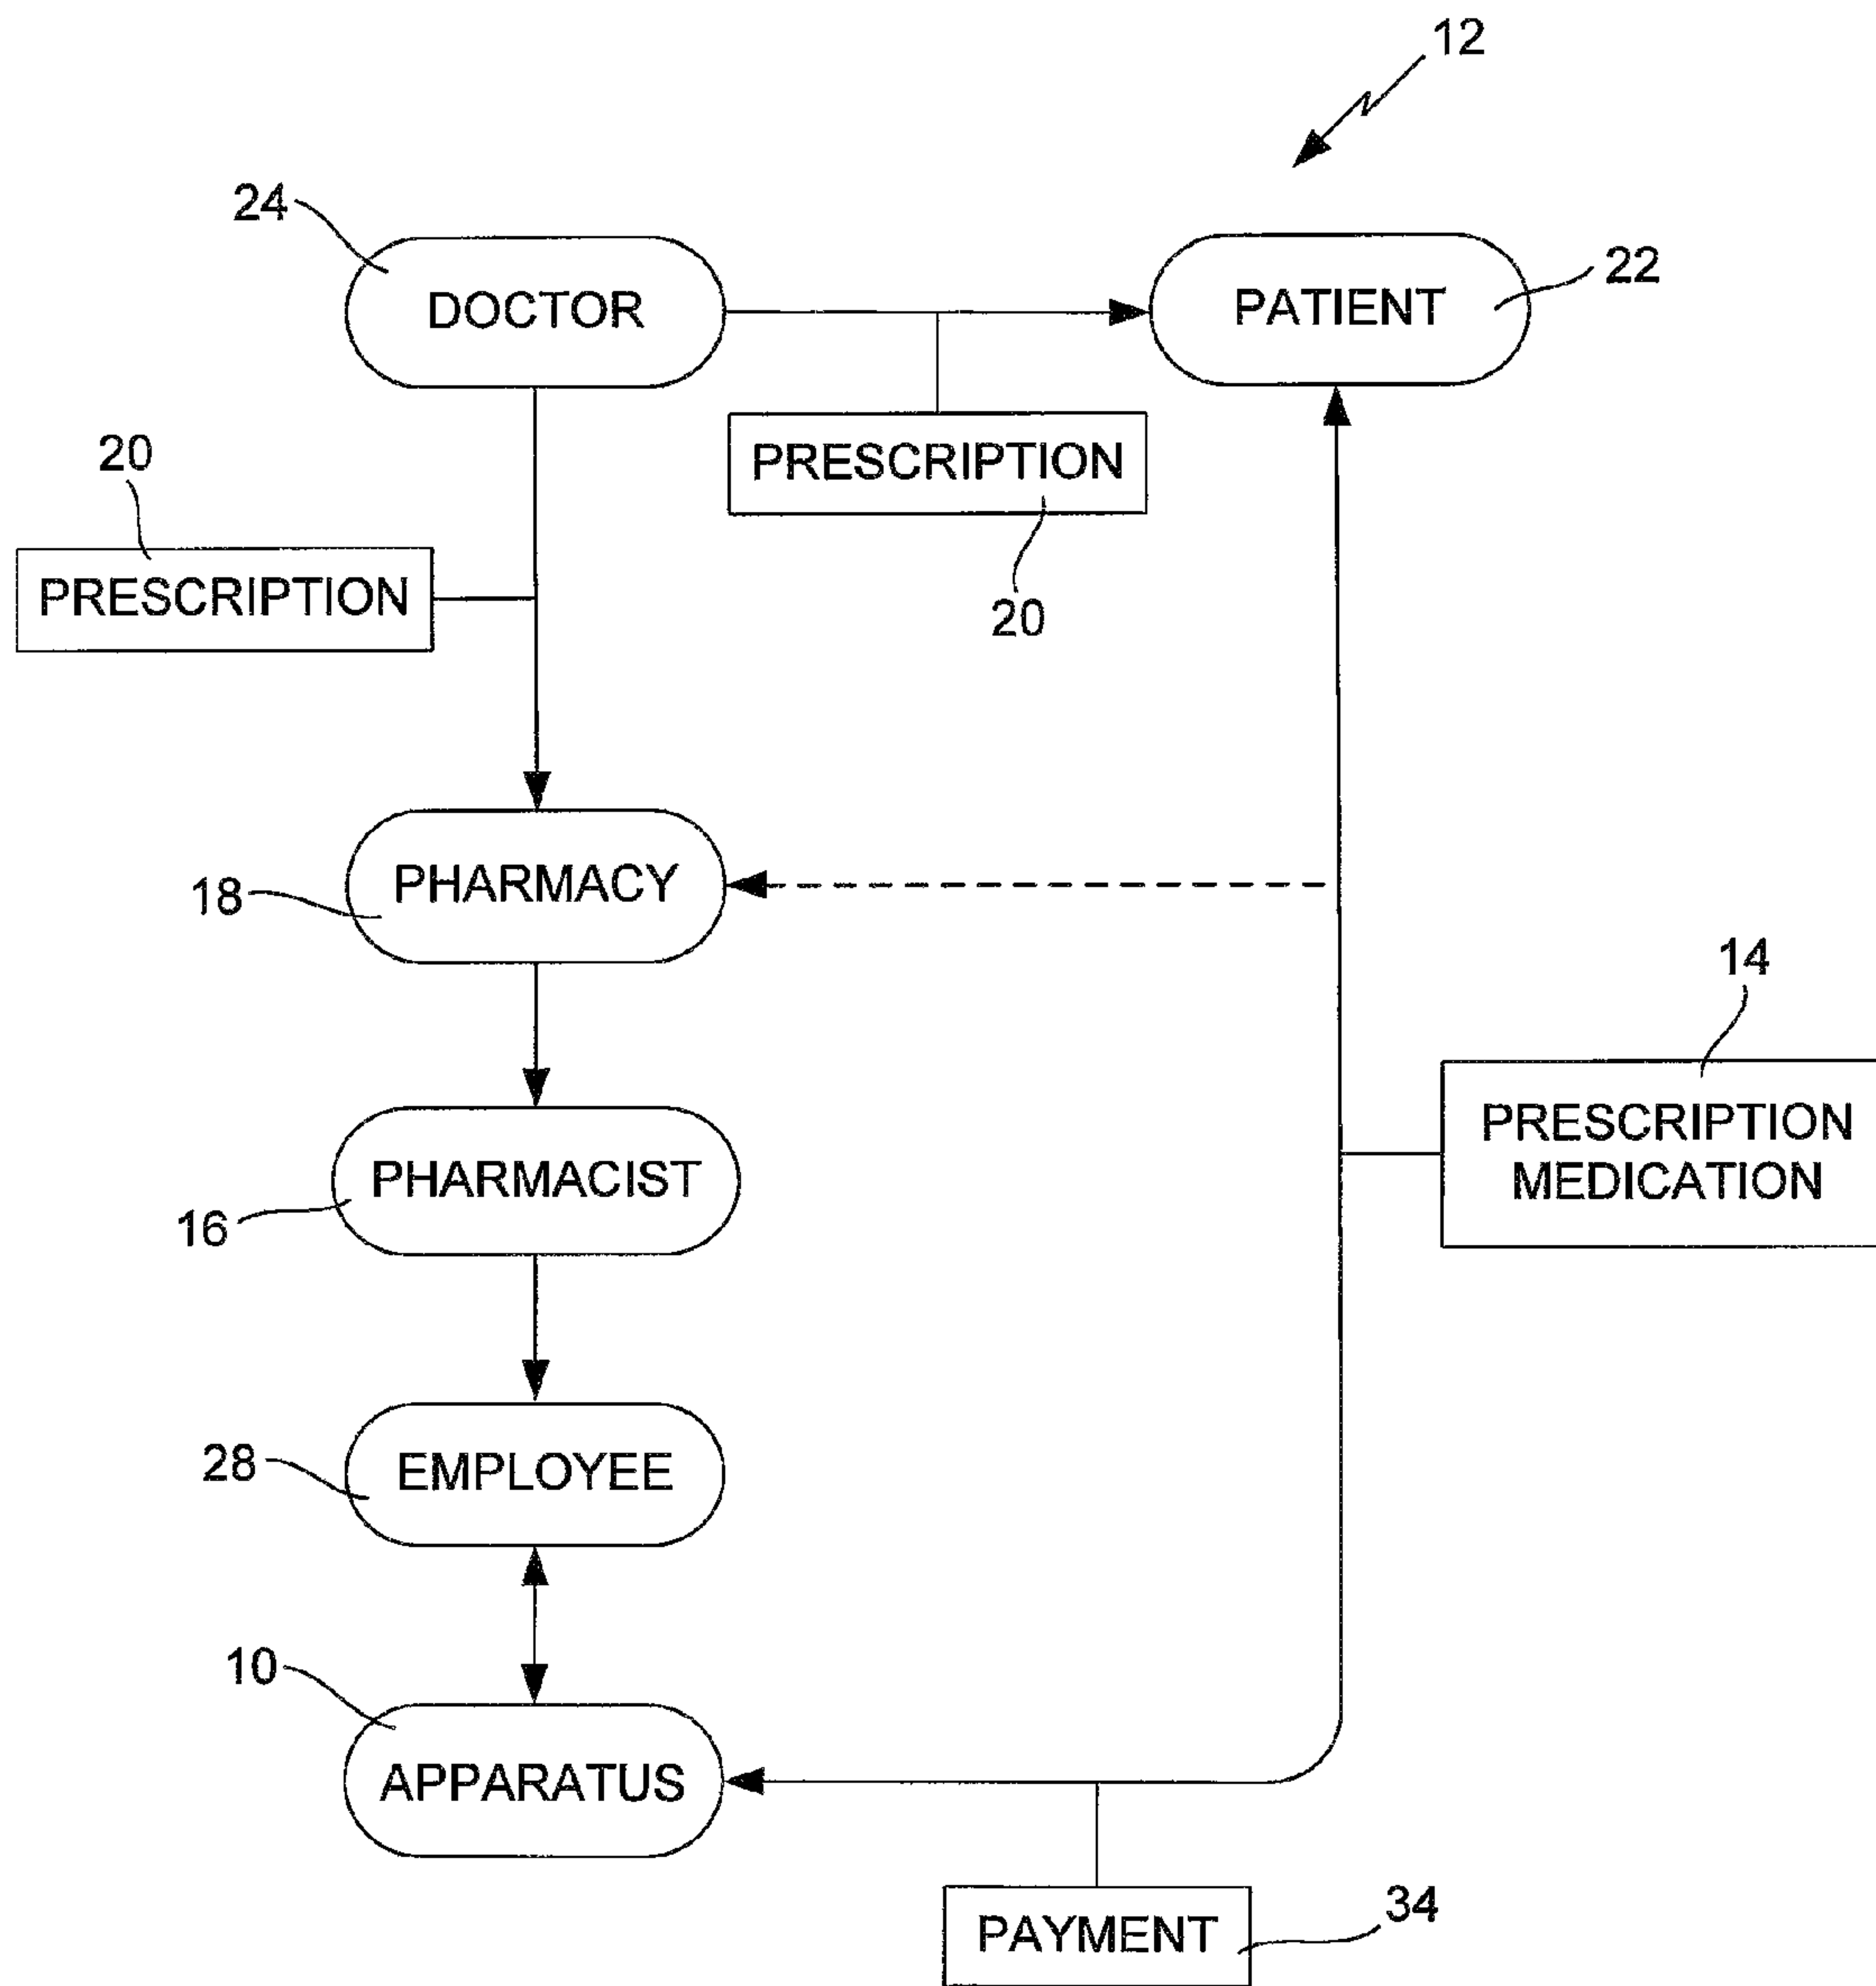 12
24
DOCTOR
PATIENT
22
20
PRESCRIPTION
20
PRESCRIPTION
18
PHARMACY
14
PRESCRIPTION
MEDICATION
PHARMACIST
16
28
EMPLOYEE
10
APPARATUS
PAYMENT
34